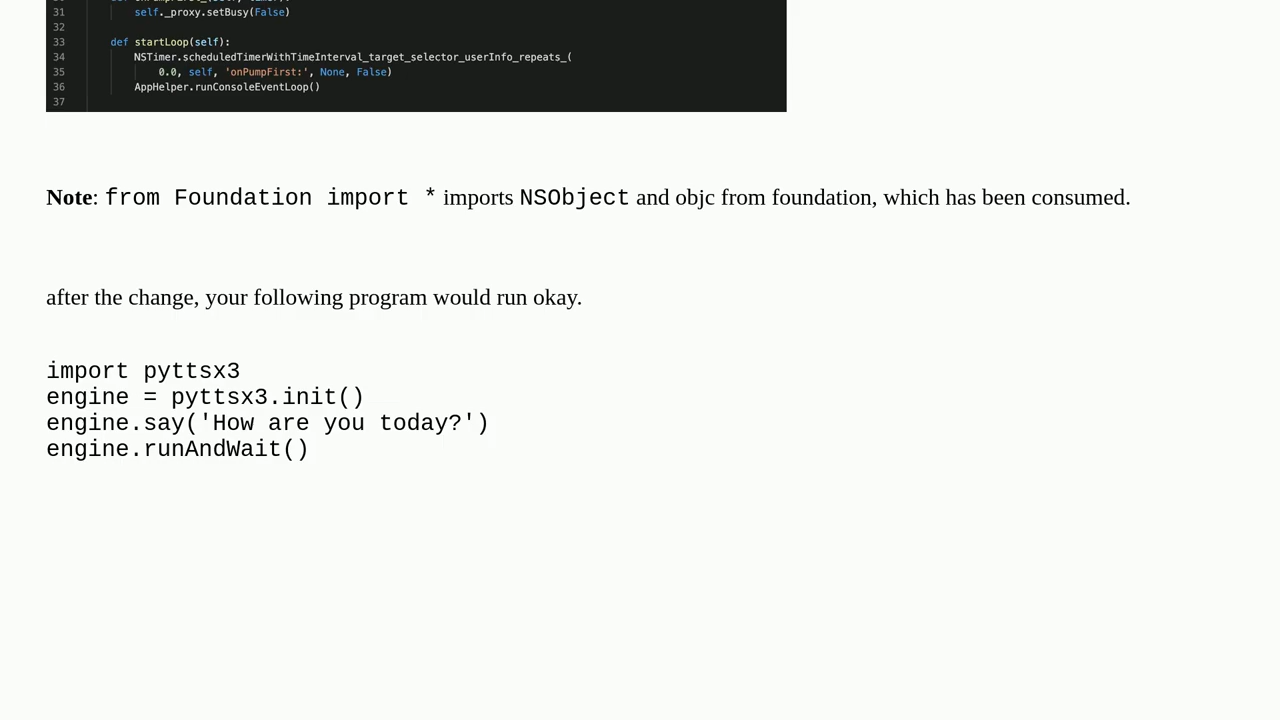 31 self._proxy.setBusy(False)
32
33 def startLoop(self):
34 NSTimer.scheduledTimerWithTimeInterval_target_selector_userInfo_repeats_(
35 0.0, self, 'onPumpFirst:', None, False)
36 AppHelper.runConsoleEventLoop()
37
Note: from Foundation import * imports NSObject and objc from foundation, which has been consumed.
after the change, your following program would run okay.
import pyttsx3
engine = pyttsx3.init()
engine.say('How are you today?')
engine.runAndWait()